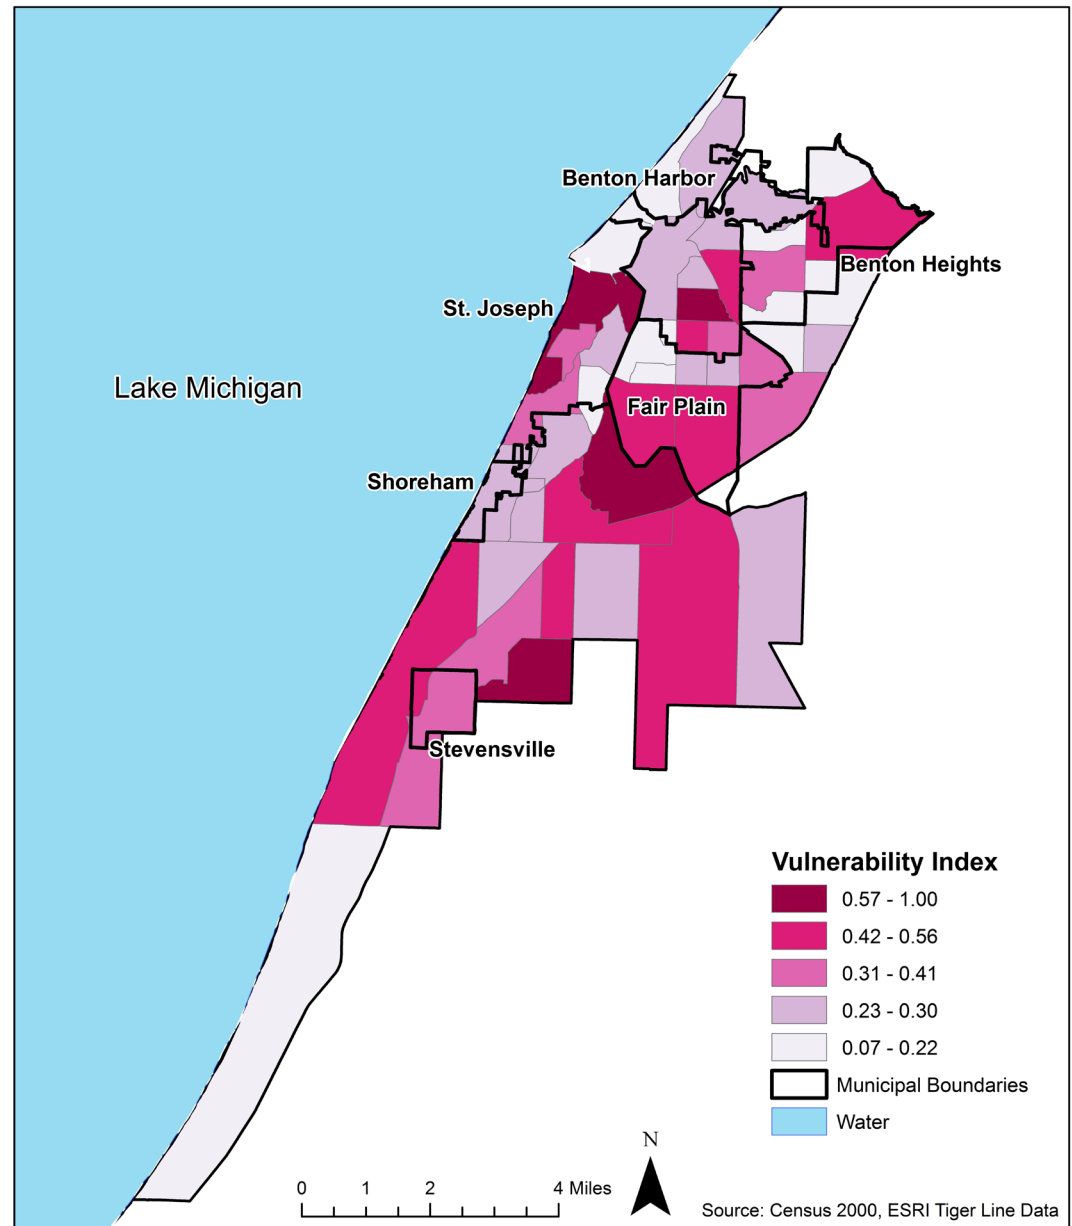 Benton Harbor
Benton Heights
St. Joseph
Lake Michigan
Fair Plain
Shoreham
Stevensville
Vulnerability Index
0.57 - 1.00
0.42 - 0.56
0.31 - 0.41
0.23 - 0.30
0.07 - 0.22
Municipal Boundaries
Water
N
0 1 2 4 Miles
Source: Census 2000, ESRI Tiger Line Data